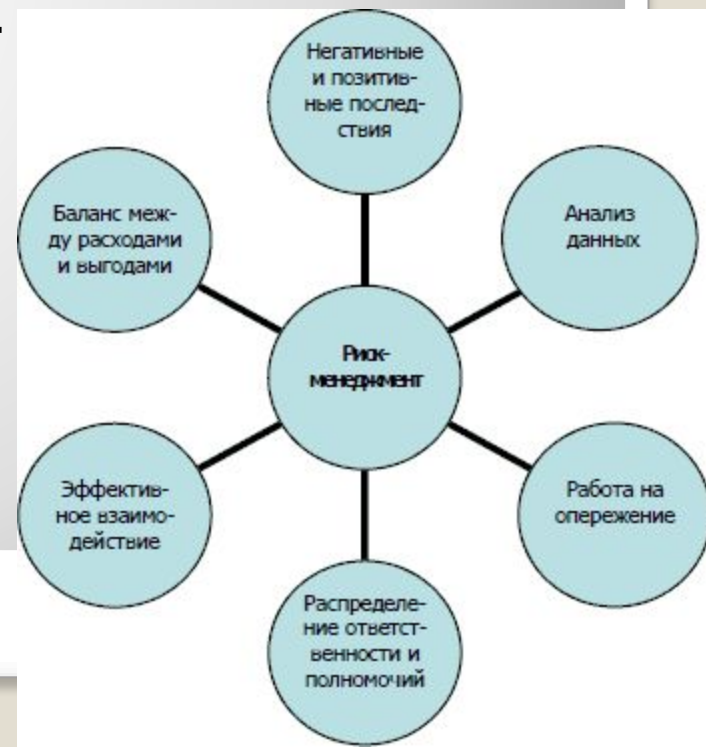 Негативные
и позитив-
ные послед-
ствия
Баланс меж-
ду расходами
и выгодами
Анализ
данных
Риск-
менеджмент
Эффектив-
ное взаимо-
действие
Работа на
опережение
Распределе-
ние ответст-
венности и
полномочий